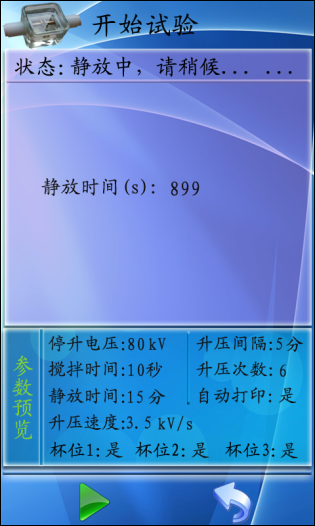 开始试验
状态:静放中，请稍候... ...
静放时间(s): 899
参数预览
停升电压:80kV 升压间隔:5分
搅拌时间:10秒 升压次数:6
静放时间:15分 自动打印:是
升压速度:3.5 kV/s
杯位1:是 杯位2:是 杯位3:是